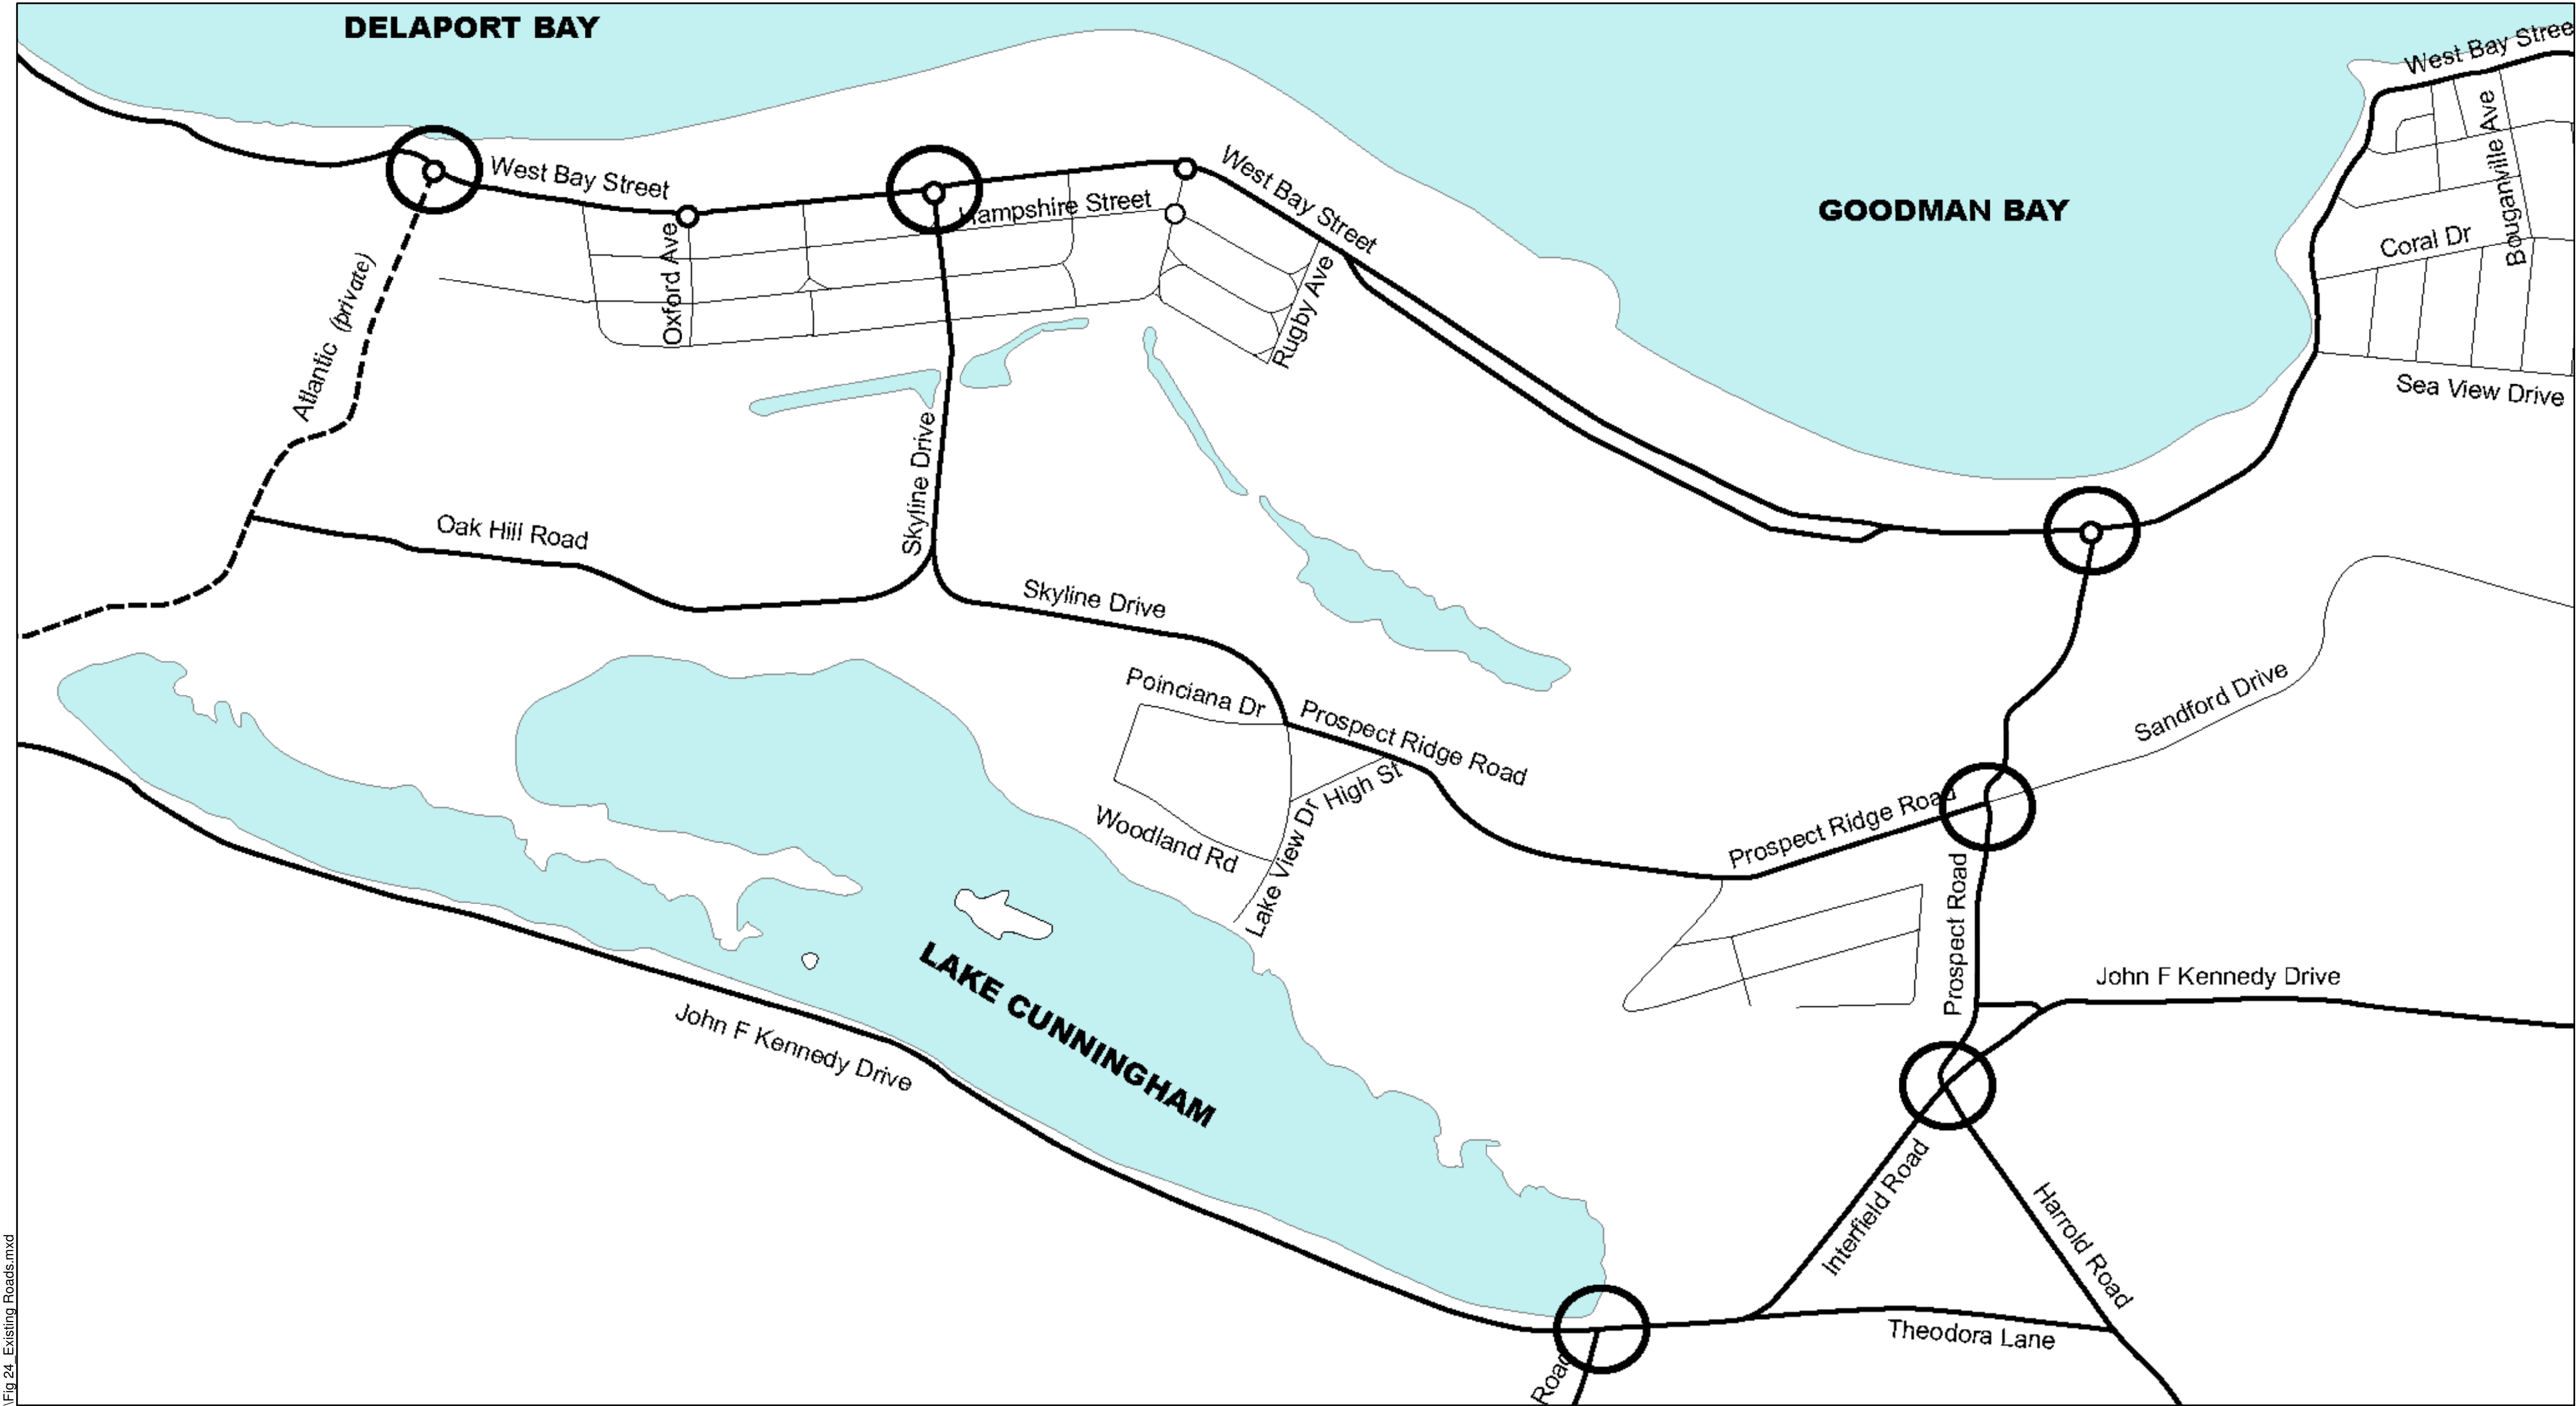 DELAPORT BAY
West Bay Stree
West Bay Street
West Bay Street
Hampshire Street
GOODMAN BAY
Bouganville Ave
Oxford Ave
Coral Dr
Rugby Ave
Atlantic (private)
Sea View Drive
Skyline Drive
Oak Hill Road
Skyline Drive
Poinciana Dr
Prospect Ridge Road
Sandford Drive
High St
Woodland Rd
Lake View Dr
Prospect Ridge Road
Prospect Road
John F Kennedy Drive
LAKE CUNNINGHAM
John F Kennedy Drive
Interfield Road
Harrold Road
Theodora Lane
Road
\Fig 24_Existing Roads.mxd